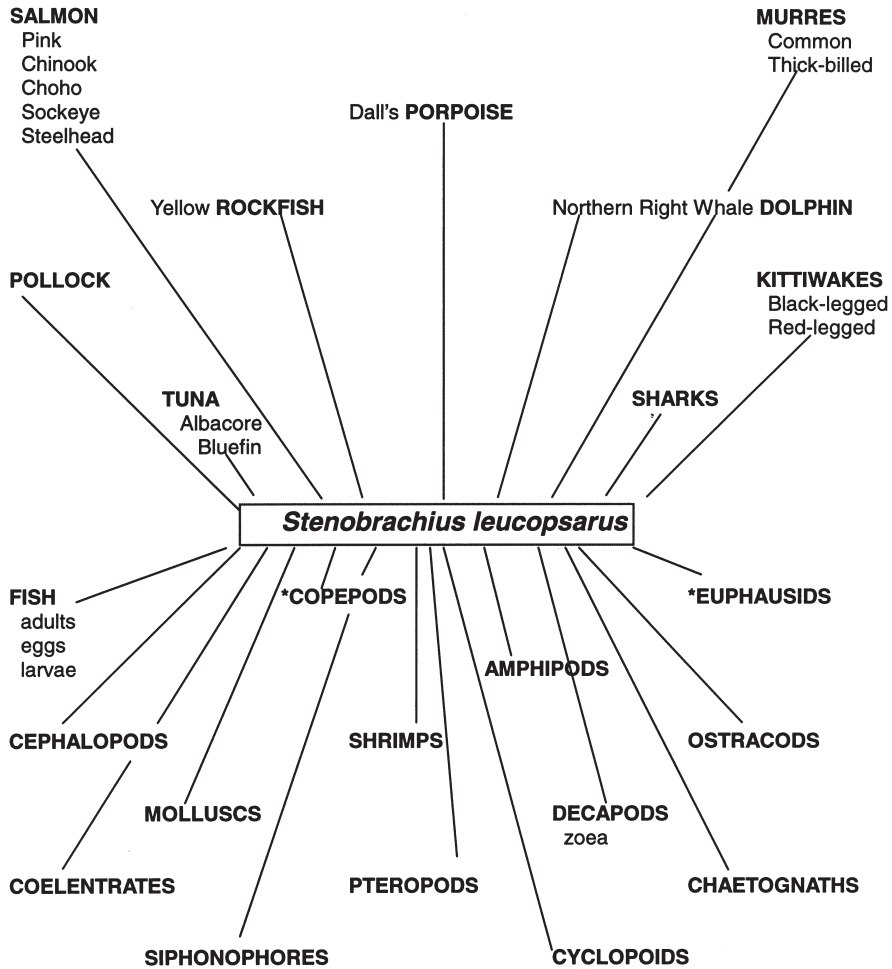 SALMON
Pink
Chinook
Choho
Sockeye
Steelhead
MURRES
Common
Thick-billed
Dall's PORPOISE
Yellow ROCKFISH
Northern Right Whale DOLPHIN
POLLOCK
KITTIWAKES
Black-legged
Red-legged
TUNA
Albacore
Bluefin
SHARKS
Stenobrachius leucopsarus
FISH
adults
eggs
larvae
*COPEPODS
*EUPHAUSIDS
AMPHIPODS
CEPHALOPODS
SHRIMPS
OSTRACODS
MOLLUSCS
DECAPODS
zoea
COELENTRATES
PTEROPODS
CHAETOGNATHS
SIPHONOPHORES
CYCLOPOIDS